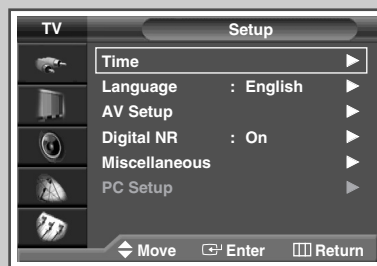 TV Setup
Time
Language : English
AV Setup
Digital NR : On
Miscellaneous
PC Setup
Move Enter Return